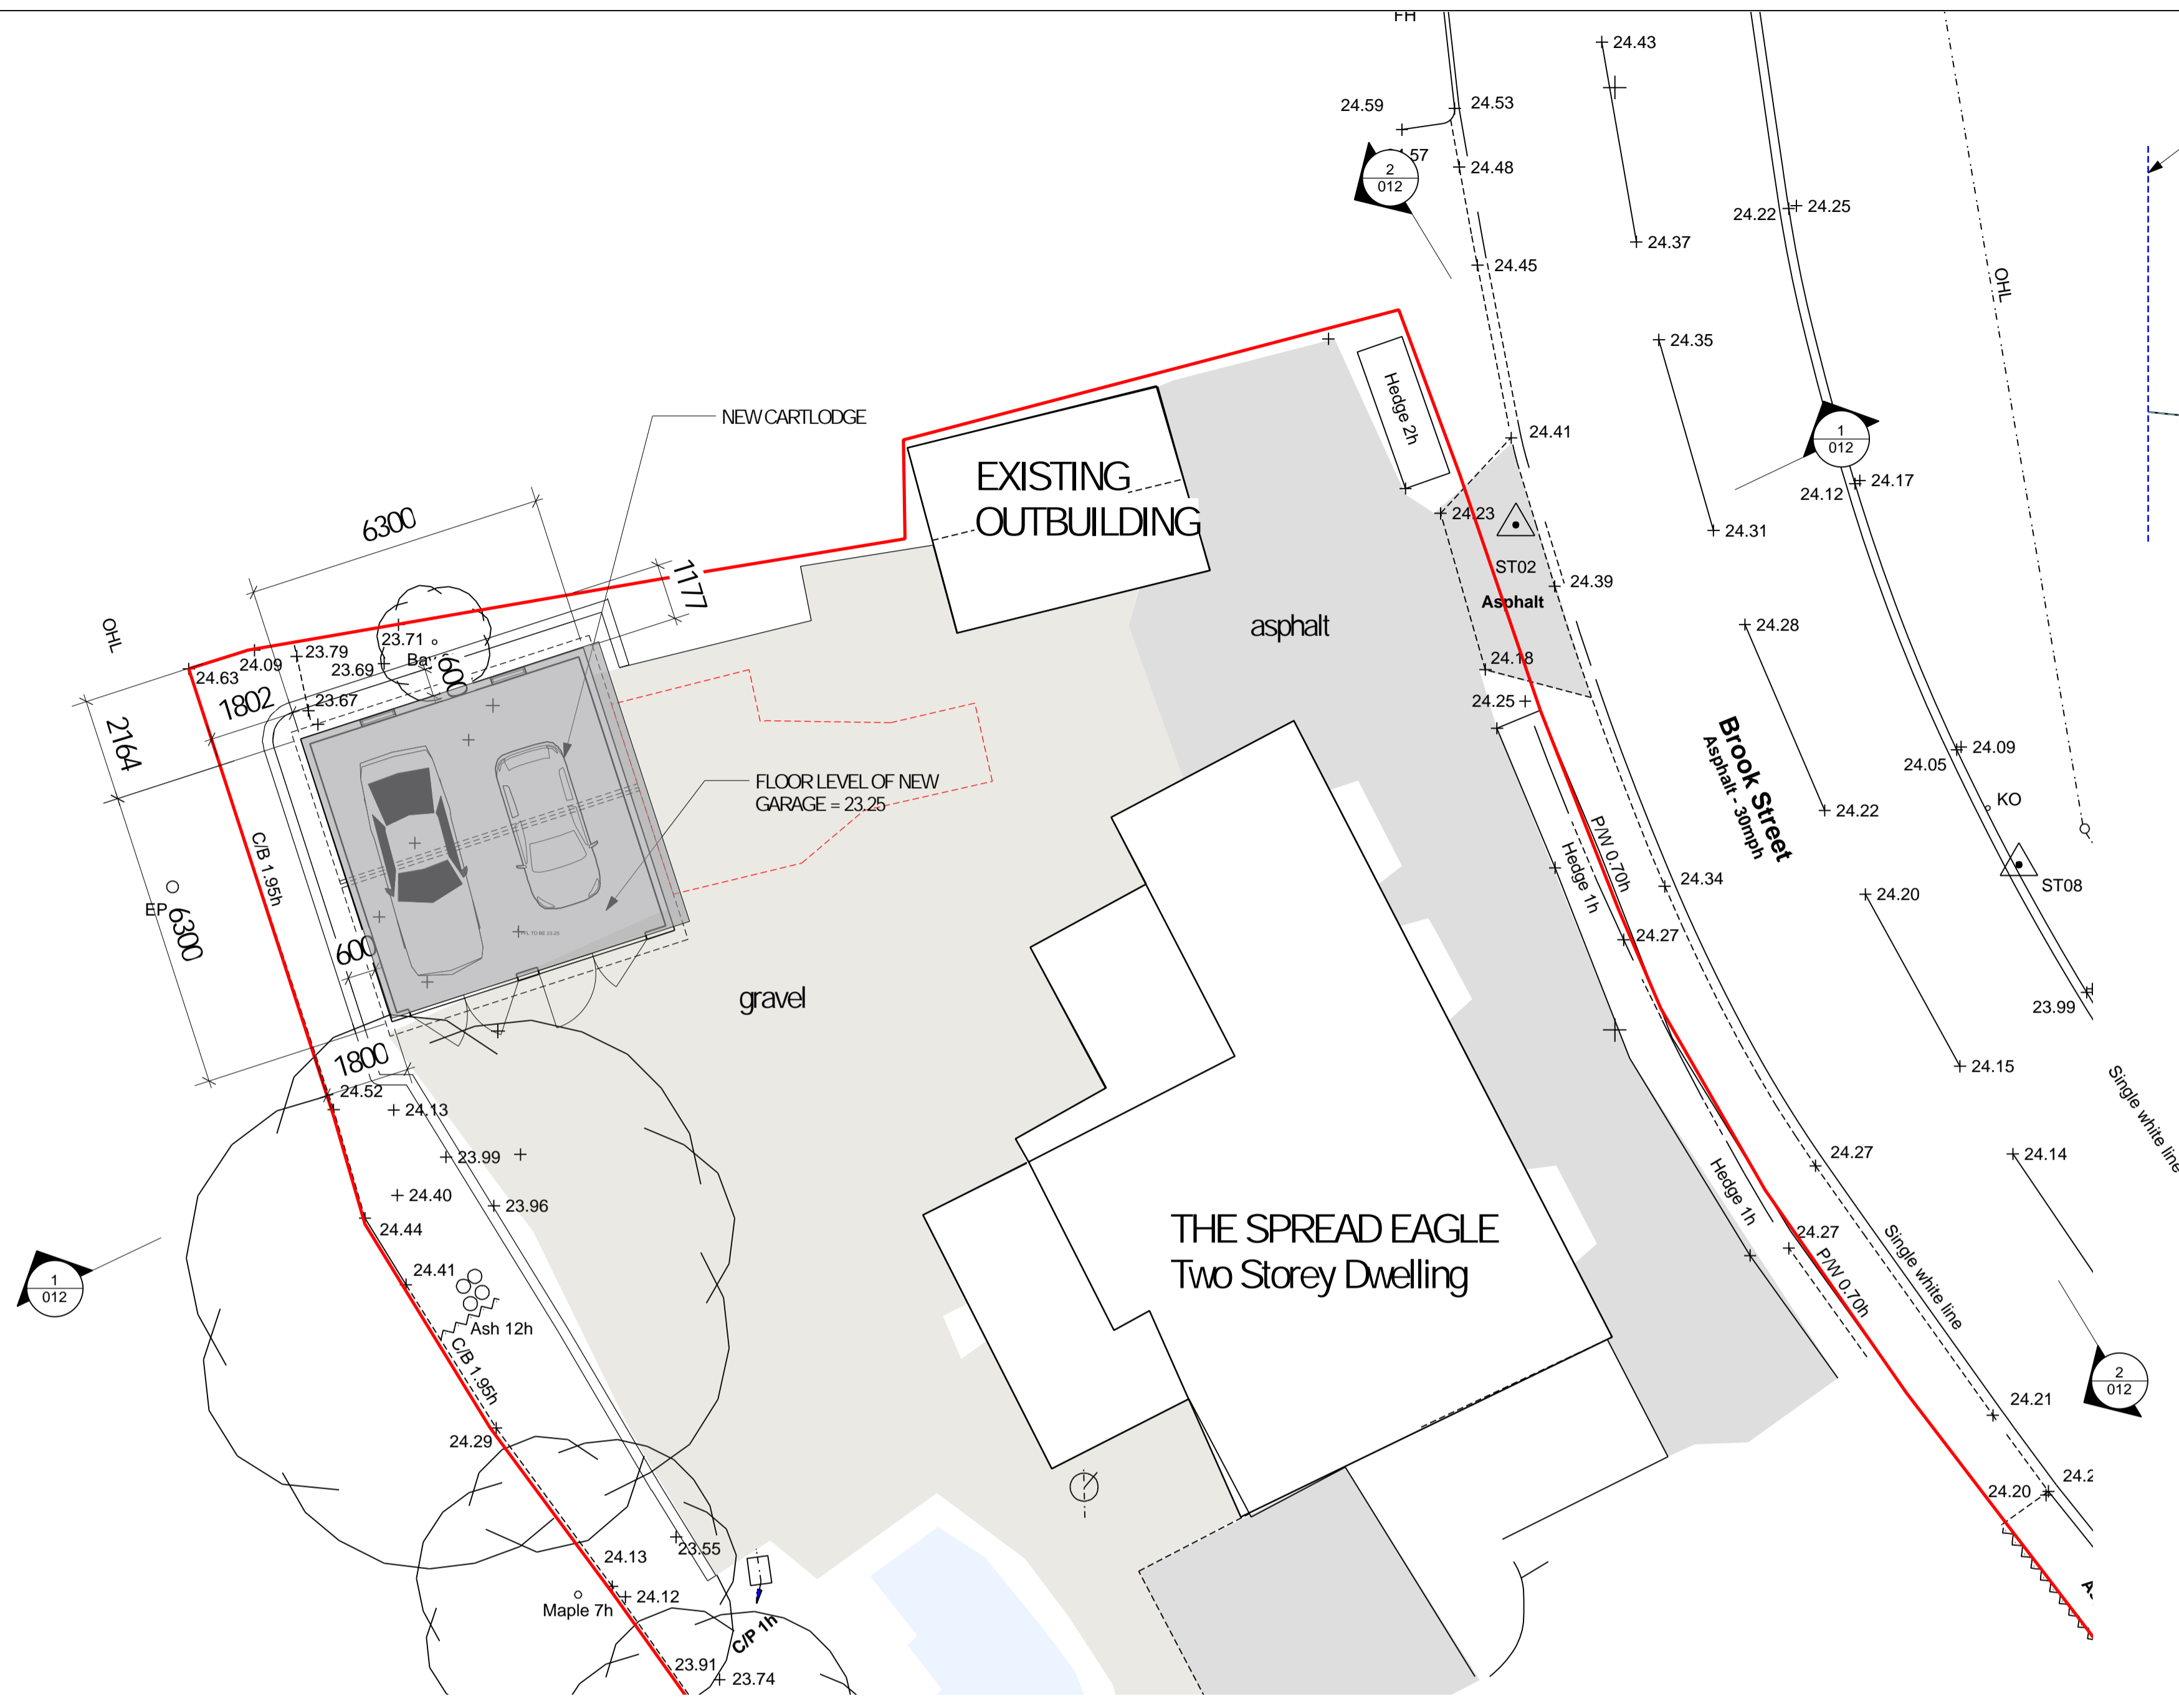 FH
24.43
24.59
24.53
24.48
2
012
24.45
24.37
24.22
24.25
OHL
24.35
Hedge 2h
24.41
1
012
24.12
24.17
24.31
NEW CARTLODGE
EXISTING
OUTBUILDING
24.23
ST02
Asphalt
24.39
asphalt
24.18
24.25
24.28
6300
1177
OHL
23.71
23.79
23.69
24.09
24.63
23.67
600
1802
2164
FLOOR LEVEL OF NEW
GARAGE = 23.25
Brook Street
Asphalt - 30mph
24.09
24.05
KO
24.22
ST08
24.20
C/B 1.95h
EP
6300
FFL TO BE 23.25
600
1800
gravel
Hedge 1h
P/W 0.70h
24.34
24.27
23.99
24.15
Single white line
24.52
24.13
23.99
24.40
23.96
24.44
24.41
Ash 12h
C/B 1.95h
24.29
1
012
THE SPREAD EAGLE
Two Storey Dwelling
Hedge 1h
24.27
24.27
P/W 0.70h
Single white line
24.14
2
012
24.21
24.20
24.13
23.55
24.12
Maple 7h
C/P 1h
23.91
23.74